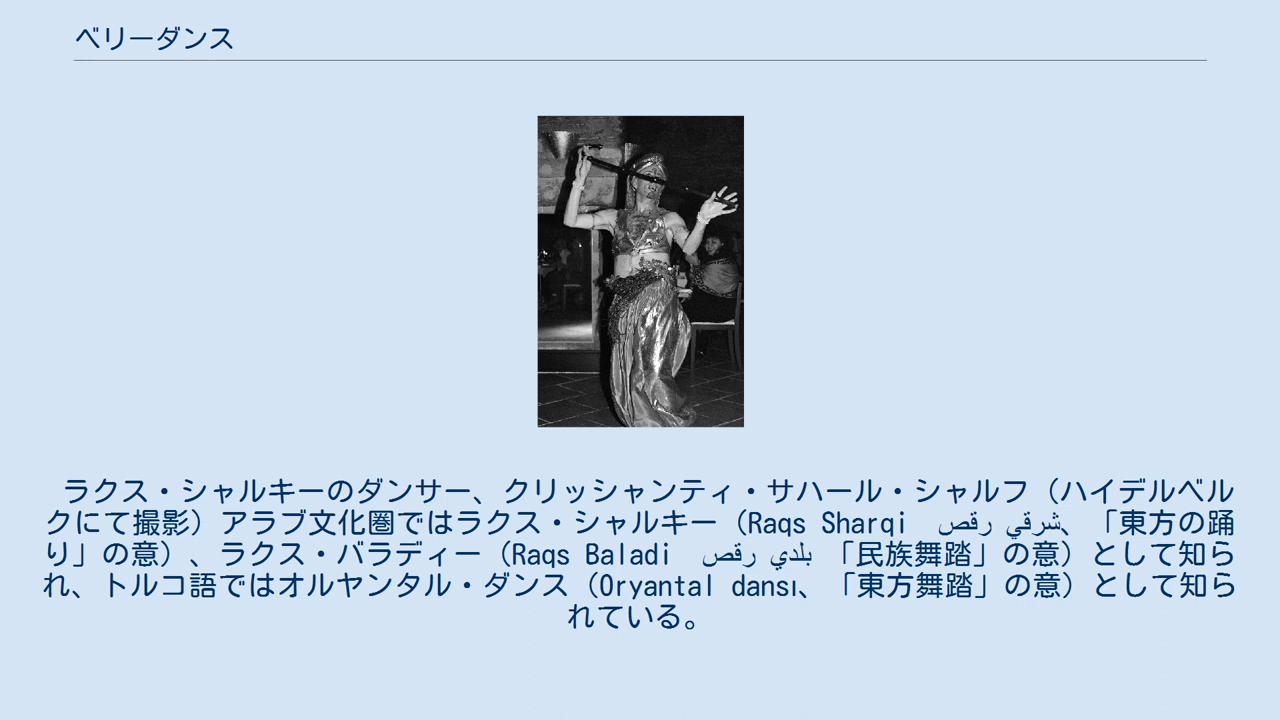 ベリーダンス
ラクス・シャルキーのダンサー、クリッシャンティ・サハール・シャルフ（ハイデルベル
クにて撮影）アラブ文化圏ではラクス・シャルキー（Raqs Sharqi رقص شرقي、「東方の踊
り」の意）、ラクス・バラディー（Raqs Baladi رقص بلدي 「民族舞踏」の意）として知ら
れ、トルコ語ではオルヤンタル・ダンス（Oryantal dansı、「東方舞踏」の意）として知ら
れている。